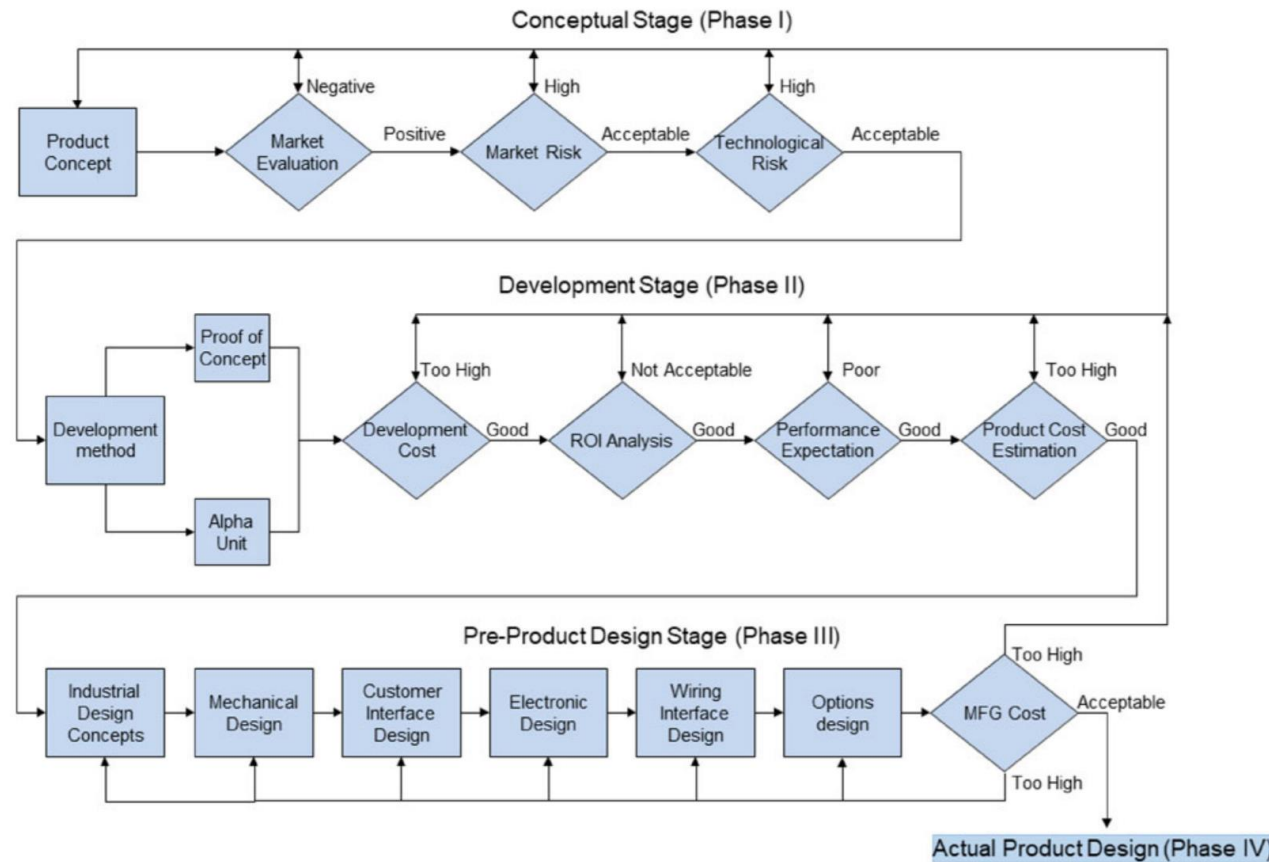 Conceptual Stage (Phase I)
Negative
High
High
Product
Concept
Market
Evaluation
Positive
Market Risk
Acceptable
Technological
Risk
Acceptable
Development Stage (Phase II)
Proof of
Concept
Too High
Not Acceptable
Poor
Too High
Development
method
Development
Cost
Good
ROI Analysis
Good
Performance
Expectation
Good
Product Cost
Estimation
Good
Alpha
Unit
Pre-Product Design Stage (Phase III)
Too High
Industrial
Design
Concepts
Mechanical
Design
Customer
Interface
Design
Electronic
Design
Wiring
Interface
Design
Options
design
MFG Cost
Acceptable
Too High
Actual Product Design (Phase IV)